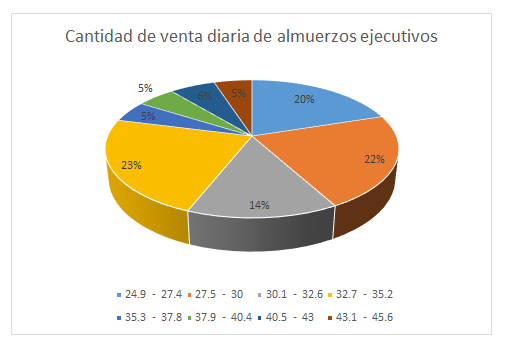 Cantidad de venta diaria de almuerzos ejecutivos
5%
6%
5%
20%
5%
22%
23%
14%
24.9 - 27.4 27.5 - 30 30.1 - 32.6 32.7 - 35.2
35.3 - 37.8 37.9 - 40.4 40.5 - 43 43.1 - 45.6